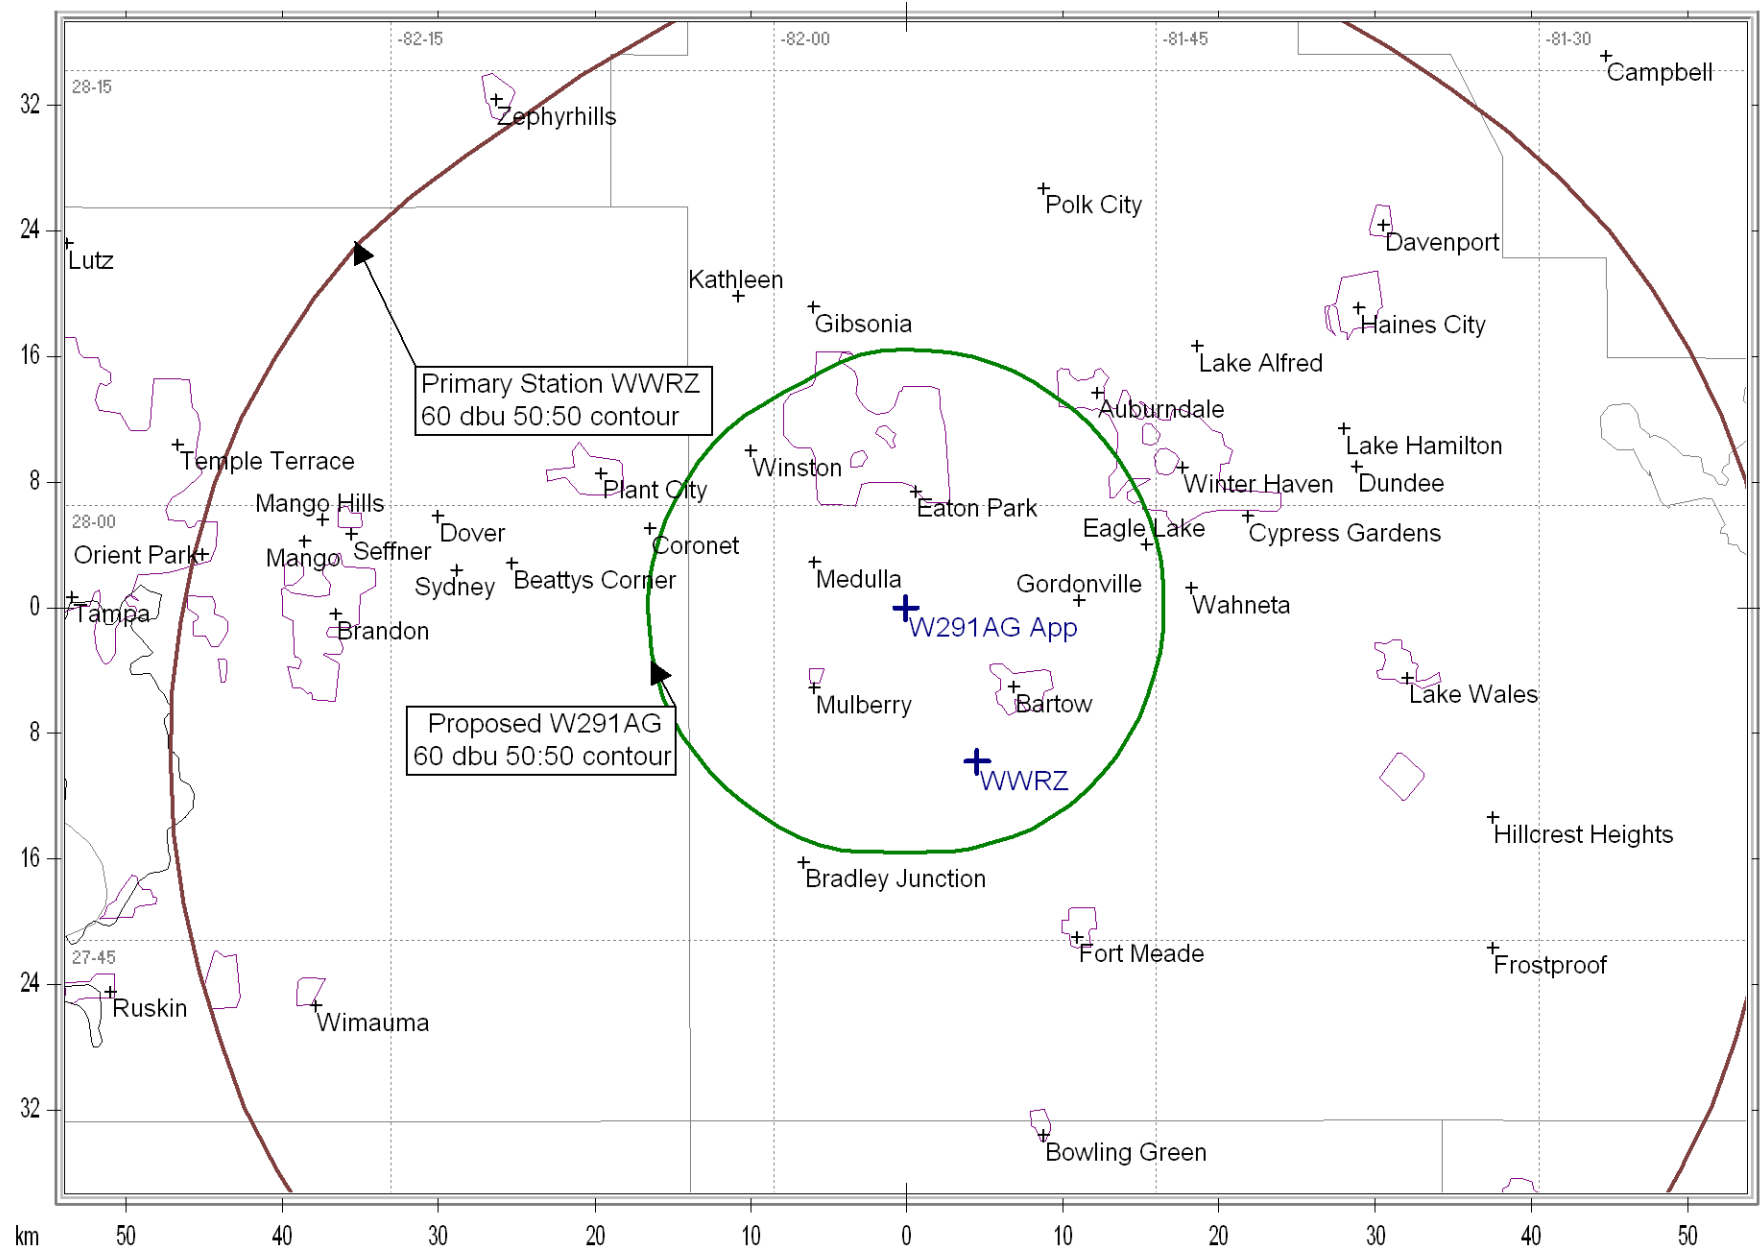 -82-15
-82-00
-81-45
-81-30
Campbell
28-15
32
Zephyrhills
Polk City
24
Davenport
Lutz
Kathleen
Gibsonia
Haines City
16
Lake Alfred
Primary Station WWRZ
60 dbu 50:50 contour
Auburndale
Temple Terrace
Winston
Lake Hamilton
8
Plant City
Winter Haven
Dundee
Mango Hills
Eaton Park
28-00
Dover
Eagle Lake
Cypress Gardens
Orient Park
Mango
Seffner
Coronet
Sydney
Beattys Corner
Medulla
Gordonville
0
Tampa
Wahneta
Brandon
W291AG App
Mulberry
Bartow
Lake Wales
Proposed W291AG
60 dbu 50:50 contour
8
WWRZ
Hillcrest Heights
16
Bradley Junction
27-45
Fort Meade
Frostproof
24
Ruskin
Wimauma
32
Bowling Green
km
50
40
30
20
10
0
10
20
30
40
50